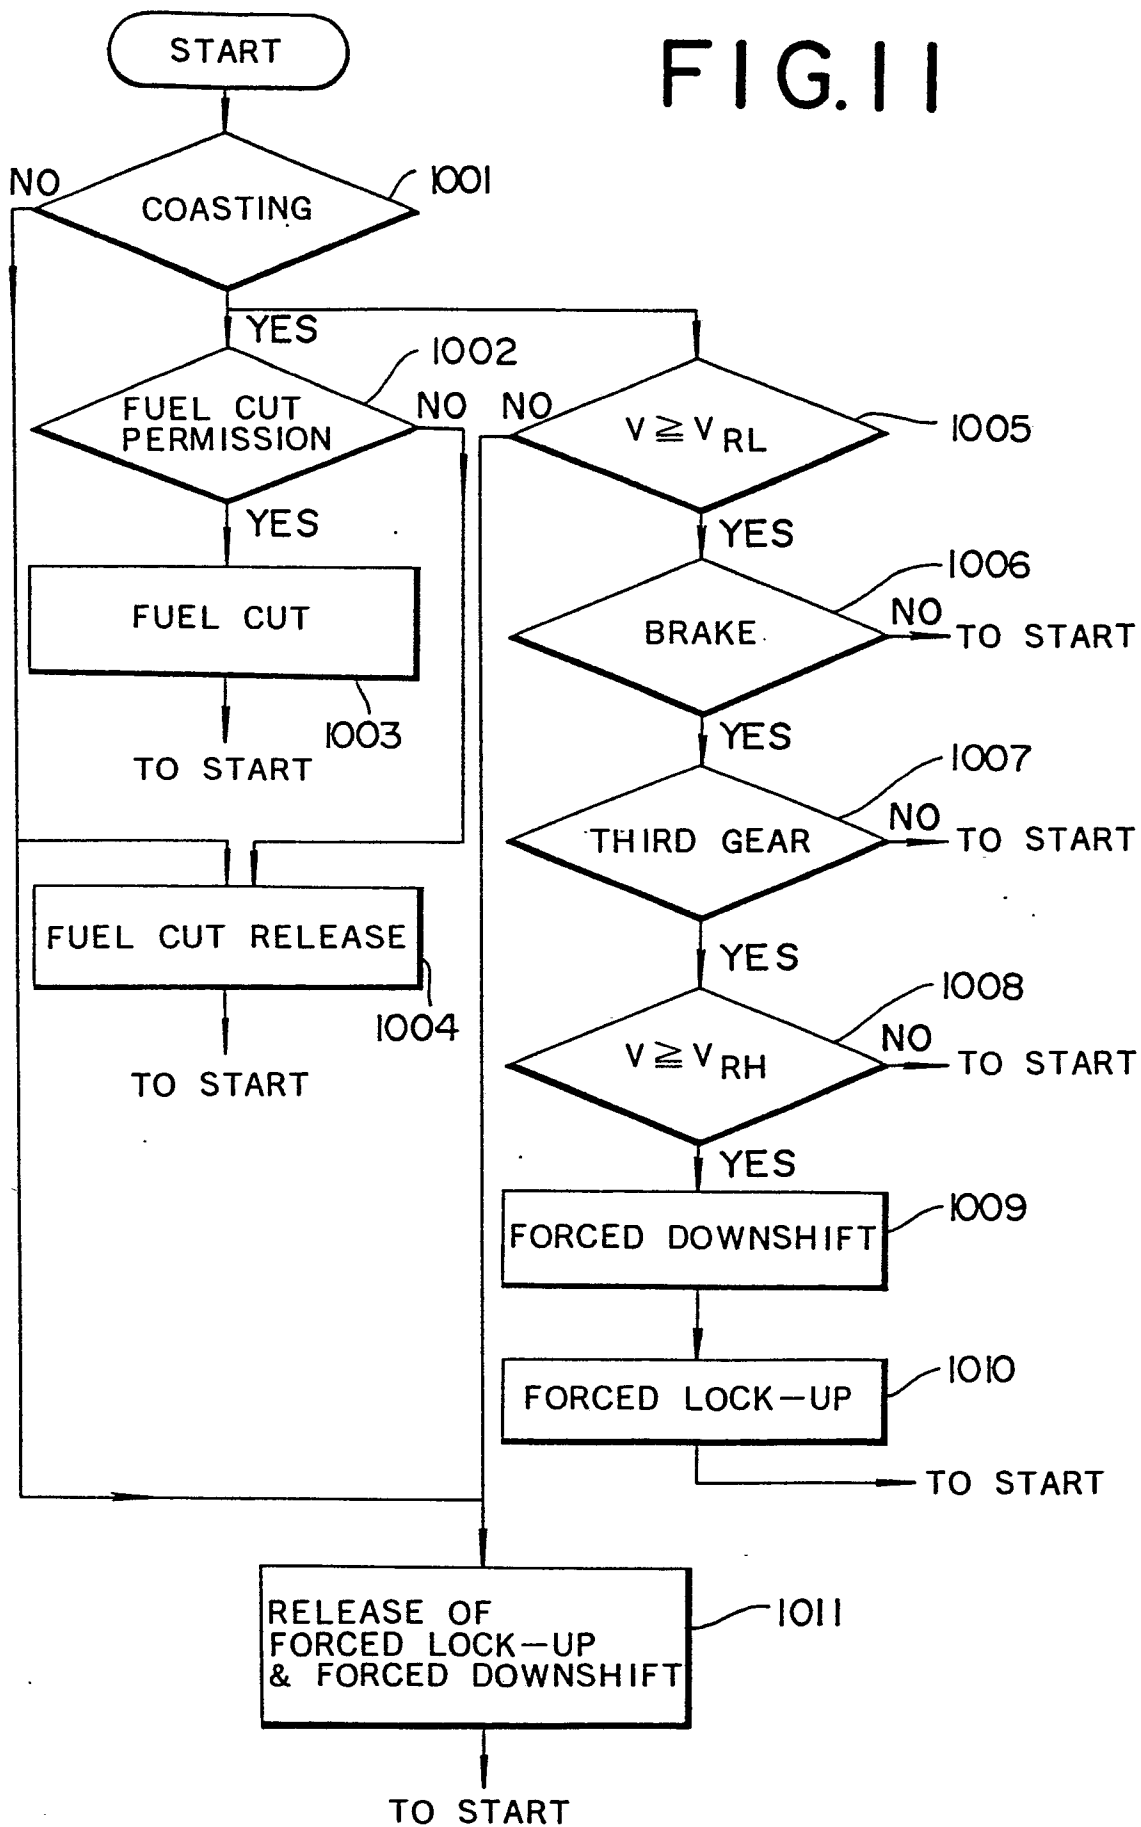 START
FIG.11
NO
1001
COASTING
YES
1002
FUEL CUT
PERMISSION
NO
NO
V ≧ V RL
1005
YES
YES
1006
FUEL CUT
BRAKE
NO
TO START
1003
YES
TO START
1007
THIRD GEAR
NO
TO START
FUEL CUT RELEASE
YES
1008
1004
V ≧ V RH
NO
TO START
TO START
YES
1009
FORCED DOWNSHIFT
1010
FORCED LOCK-UP
TO START
RELEASE OF
FORCED LOCK-UP
& FORCED DOWNSHIFT
1011
TO START